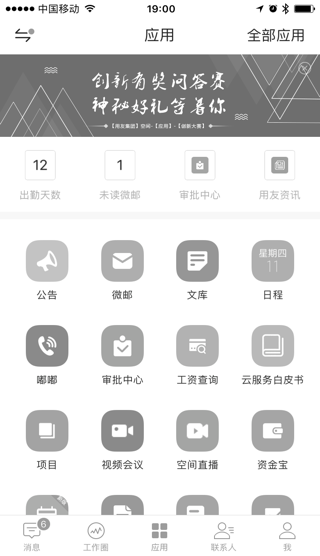 中国移动 19:00
应用 全部应用
创新有奖问答赛
神秘好礼等着你
【用友集团】空间-【应用】-【创新大赛】
12 1
出勤天数 未读微邮 审批中心 用友资讯
星期四
11
公告 微邮 文库 日程
嘟嘟 审批中心 工资查询 云服务白皮书
项目 视频会议 空间直播 资金宝
6
消息 工作圈 应用 联系人 我